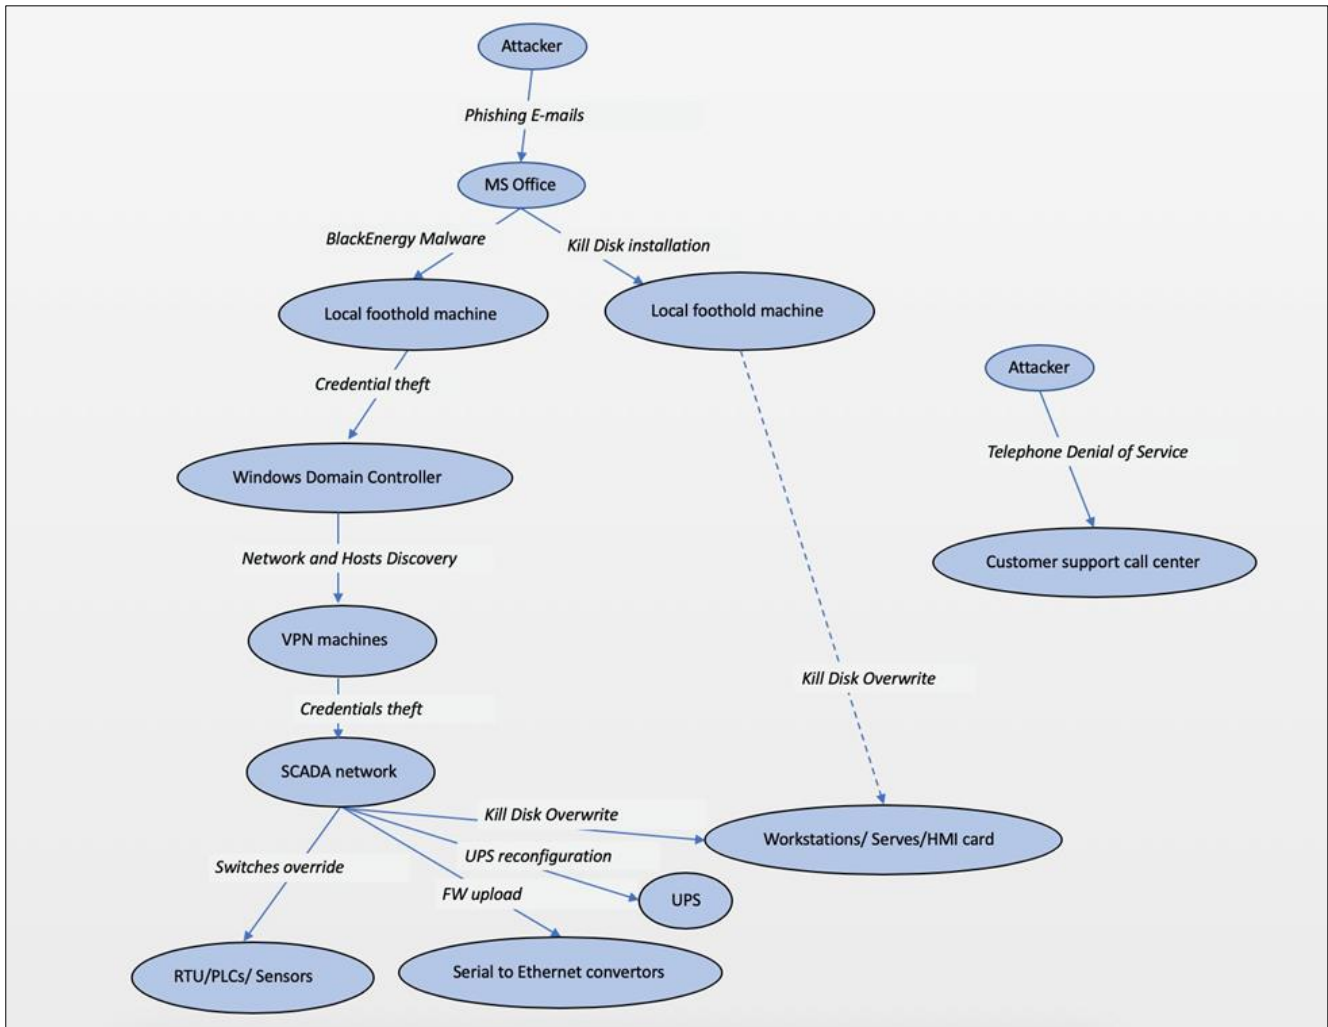 Attacker
Phishing E-mails
MS Office
BlackEnergy Malware
Kill Disk installation
Local foothold machine
Local foothold machine
Attacker
Credential theft
Telephone Denial of Service
Windows Domain Controller
Network and Hosts Discovery
Customer support call center
VPN machines
Kill Disk Overwrite
Credentials theft
SCADA network
Kill Disk Overwrite
Workstations/ Serves/HMI card
UPS reconfiguration
Switches override
FW upload
UPS
RTU/PLCs/ Sensors
Serial to Ethernet convertors